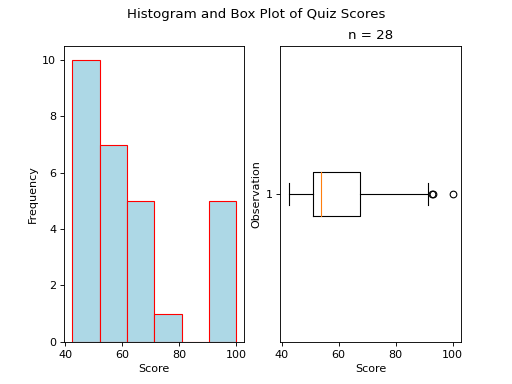 Histogram and Box Plot of Quiz Scores
n = 28
10
8
6
4
2
0
Frequency
40 60 80 100
Score
Observation
1
40 60 80 100
Score